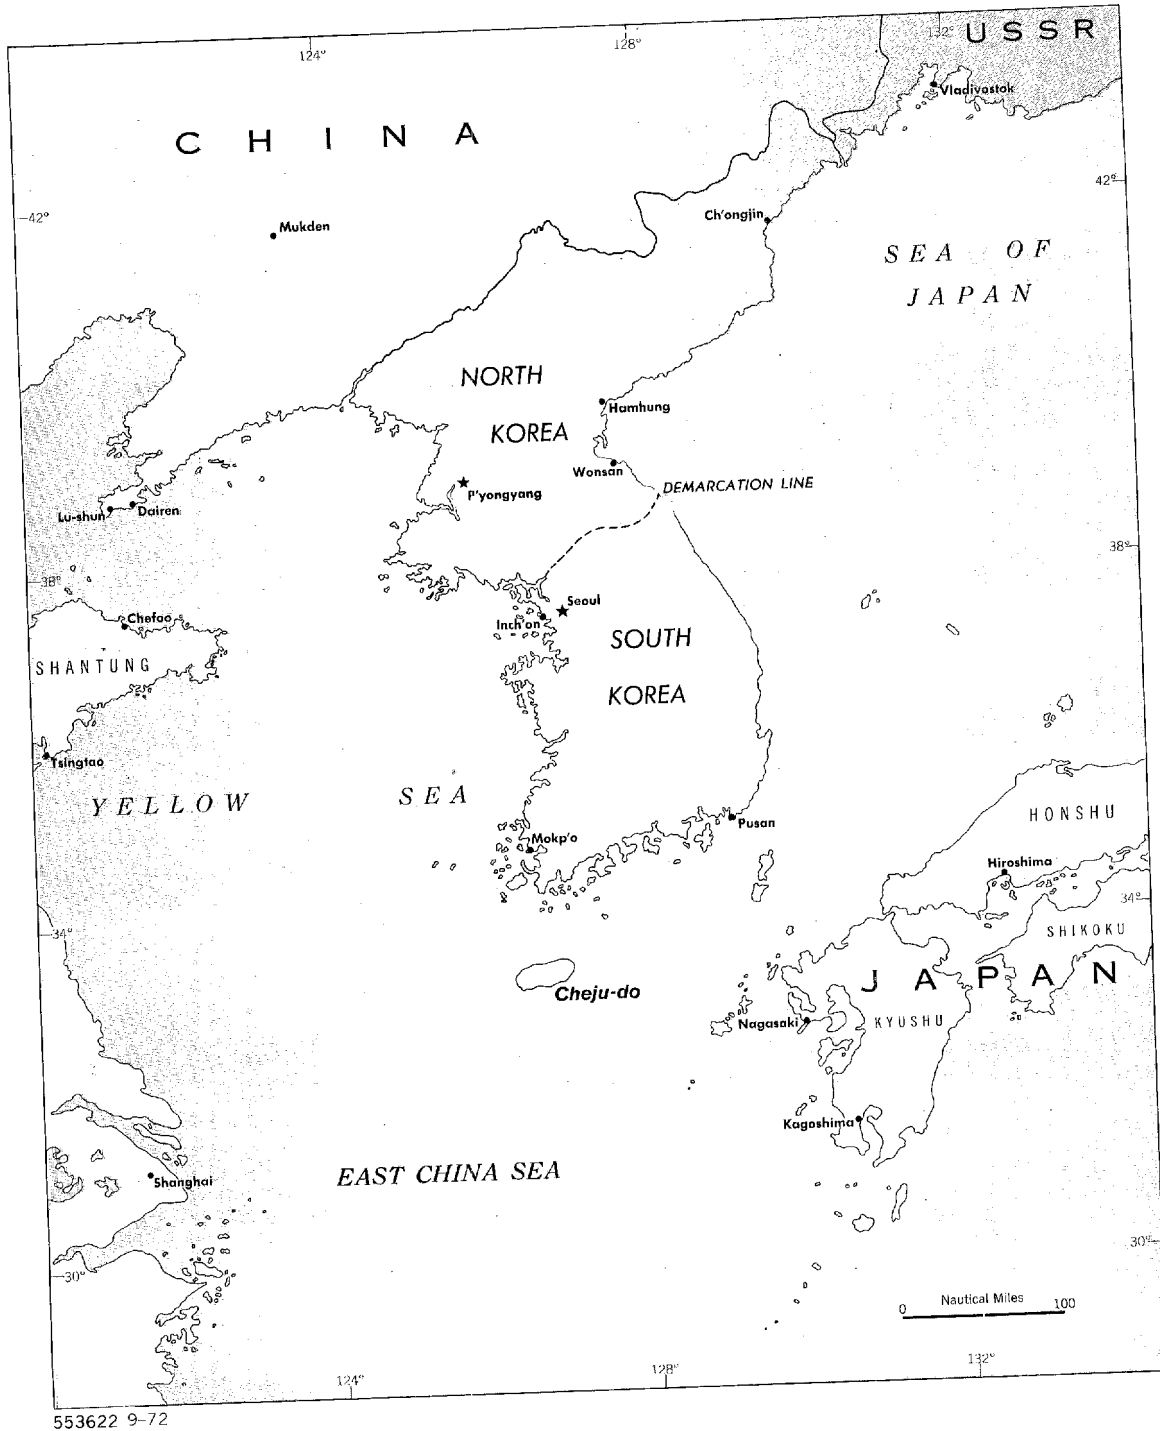 124°
128°
132°
USSR
Vladivostok
CHINA
42°
42°
Ch'ongjin
Mukden
SEA OF
JAPAN
NORTH
KOREA
Hamhung
Wonsan
DEMARCATION LINE
P'yongyang
Lu-shun
Dairen
38°
38°
Seoul
Inch'on
Chefoo
SOUTH
KOREA
SHANTUNG
Tsingtao
YELLOW SEA
HONSHU
Pusan
Mokp'o
Hiroshima
34°
34°
SHIKOKU
JAPAN
Cheju-do
Nagasaki
KYUSHU
Kagoshima
EAST CHINA SEA
Shanghai
30°
30°
Nautical Miles
0 100
124°
128°
132°
553622 9-72